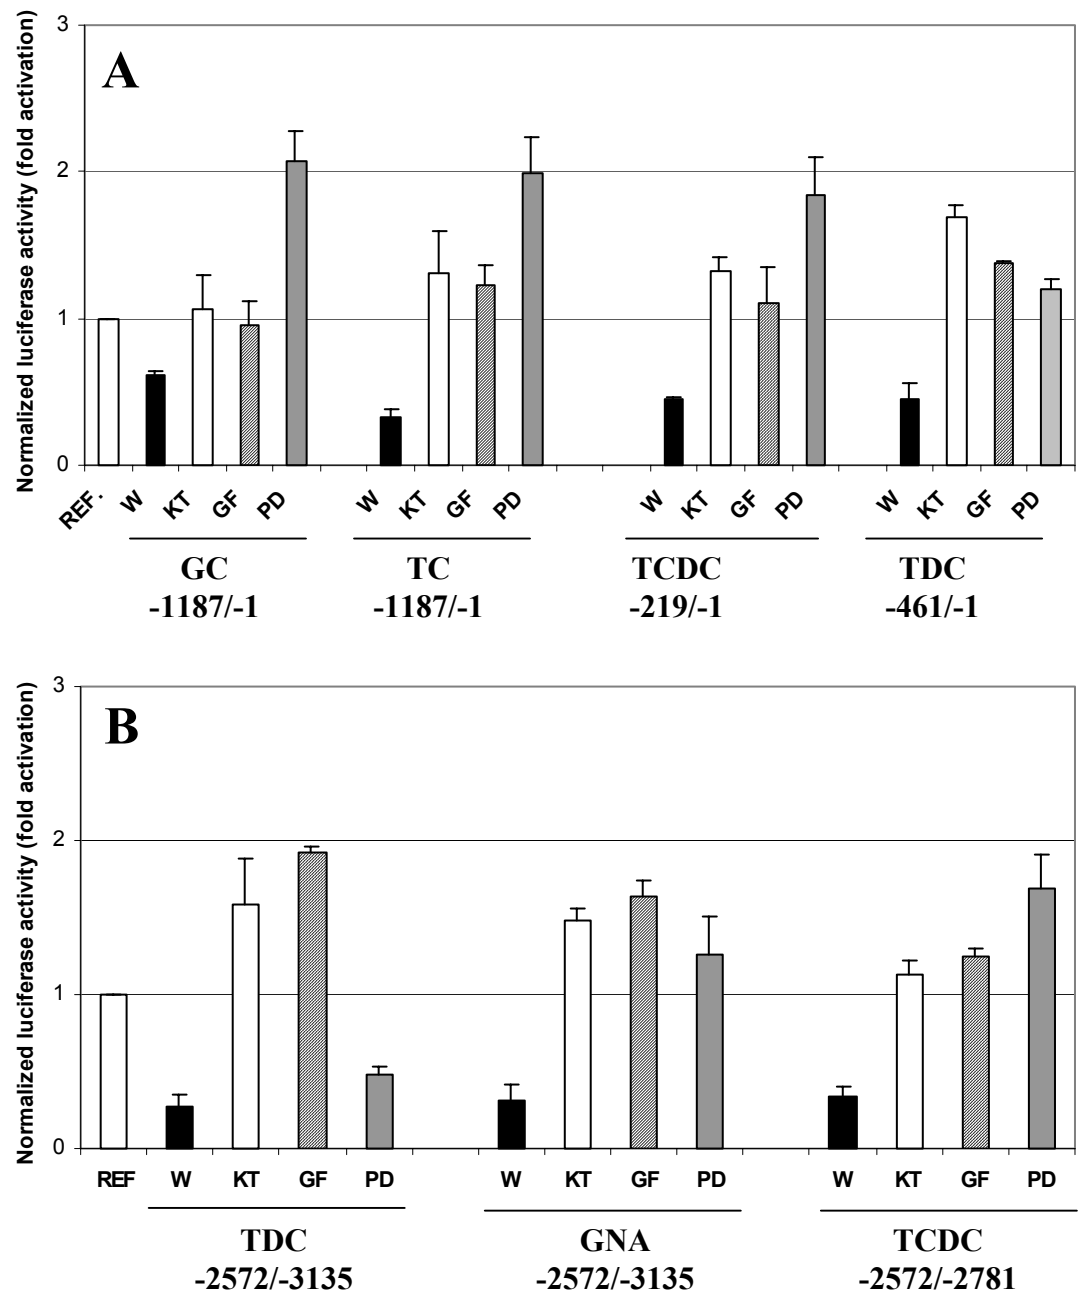 Normalized luciferase activity (fold activation)
3
2
1
0
A
REF. W KT GF PD W KT GF PD W KT GF PD W KT GF PD
GC TC TCDC TDC
-1187/-1 -1187/-1 -219/-1 -461/-1
Normalized luciferase activity (fold activation)
3
2
1
0
B
REF W KT GF PD W KT GF PD W KT GF PD
TDC GNA TCDC
-2572/-3135 -2572/-3135 -2572/-2781